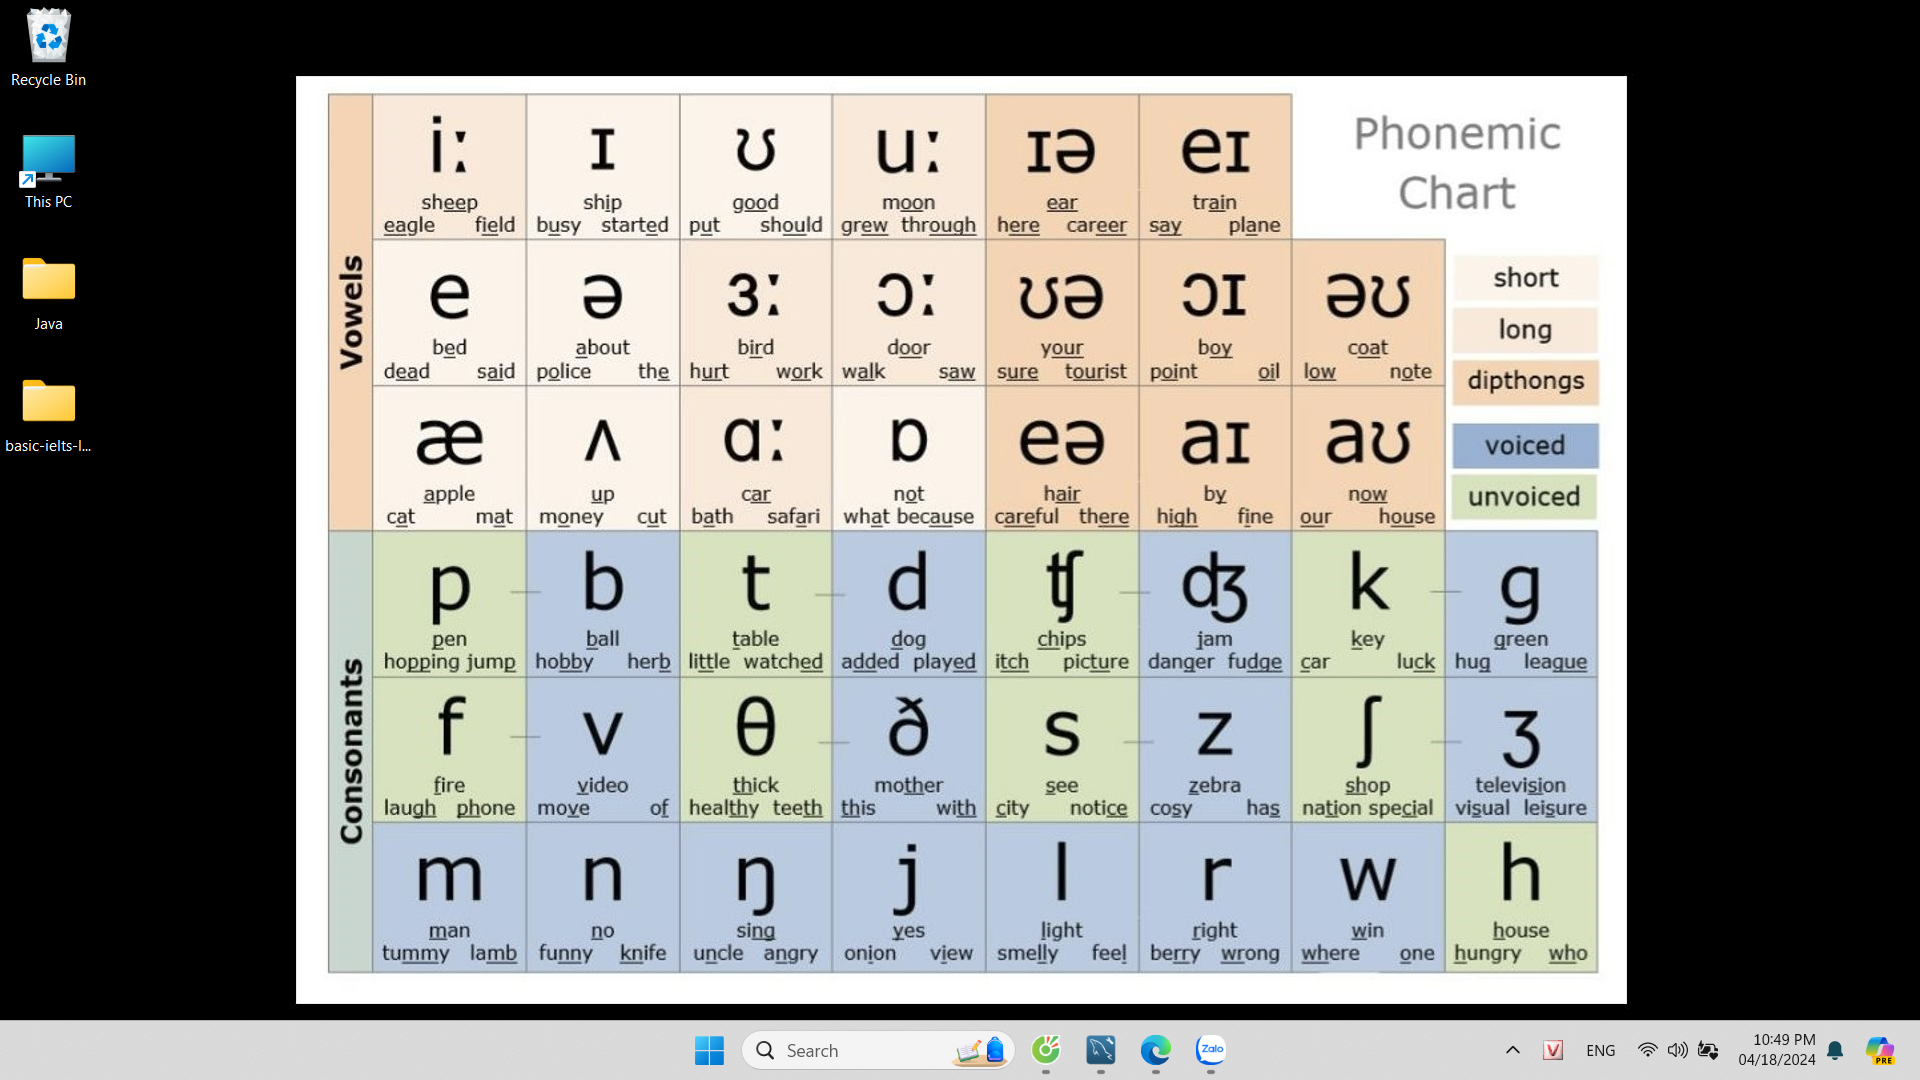 Recycle Bin
This PC
Java
basic-ielts-l...
Phonemic
Chart
Vowels
iː ɪ ʊ uː ɪə eɪ
sheep ship good moon ear train
eagle field busy started put should grew through here career say plane
e ə ɜː ɔː ʊə ɔɪ əʊ
bed about bird door your boy coat
dead said police the hurt work walk saw sure tourist point oil low note
æ ʌ ɑː ɒ eə aɪ aʊ
apple up car not hair by now
cat mat money cut bath safari what because careful there high fine our house
short
long
dipthongs
voiced
unvoiced
Consonants
p b t d ʧ ʤ k g
pen ball table dog chips jam key green
hopping jump hobby herb little watched added played itch picture danger fudge car luck hug league
f v θ ð s z ʃ ʒ
fire video thick mother see zebra shop television
laugh phone move of healthy teeth this with city notice cosy has nation special visual leisure
m n ŋ j l r w h
man no sing yes light right win house
tummy lamb funny knife uncle angry onion view smelly feel berry wrong where one hungry who
Search
Zalo
V
ENG
10:49 PM
04/18/2024
PRE